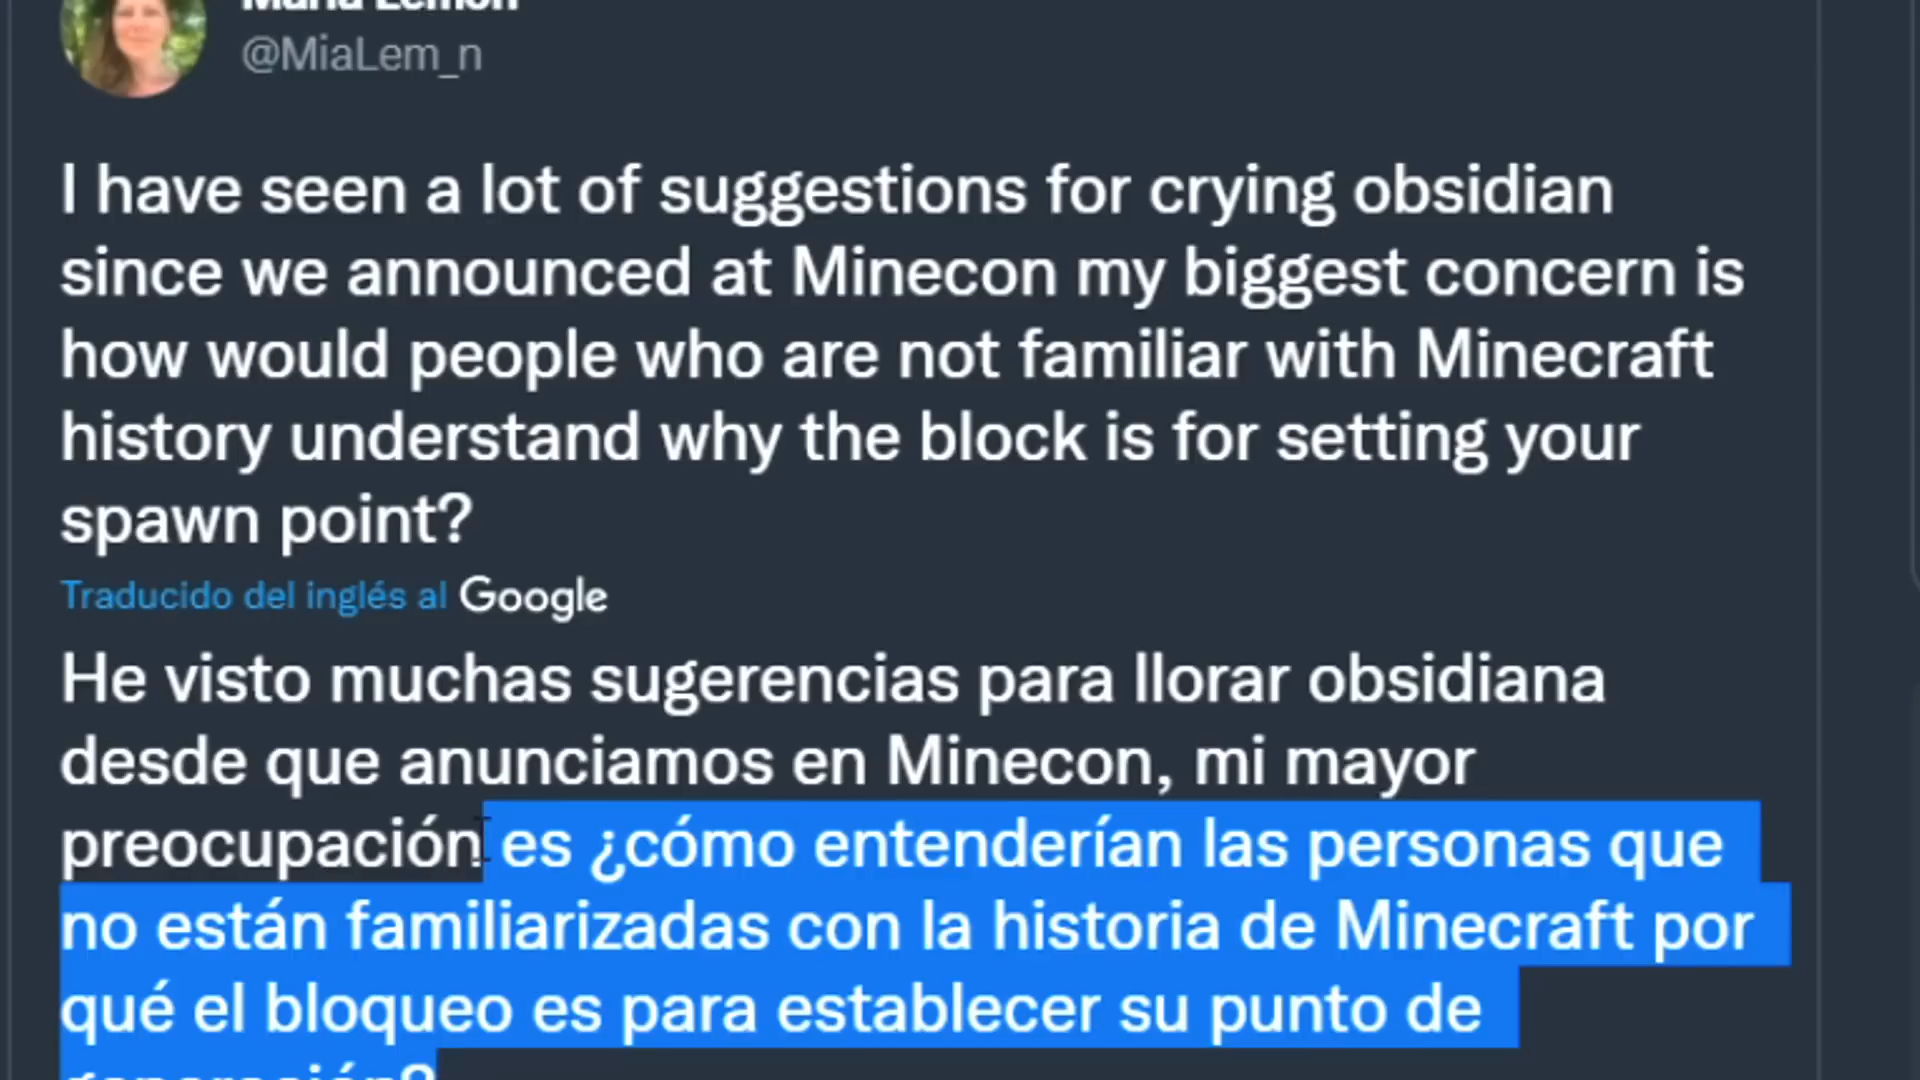 Maria Lemon
@MiaLem_n
I have seen a lot of suggestions for crying obsidian
since we announced at Minecon my biggest concern is
how would people who are not familiar with Minecraft
history understand why the block is for setting your
spawn point?
Traducido del inglés al Google
He visto muchas sugerencias para llorar obsidiana
desde que anunciamos en Minecon, mi mayor
preocupación es ¿cómo entenderían las personas que
no están familiarizadas con la historia de Minecraft por
qué el bloqueo es para establecer su punto de
generación?